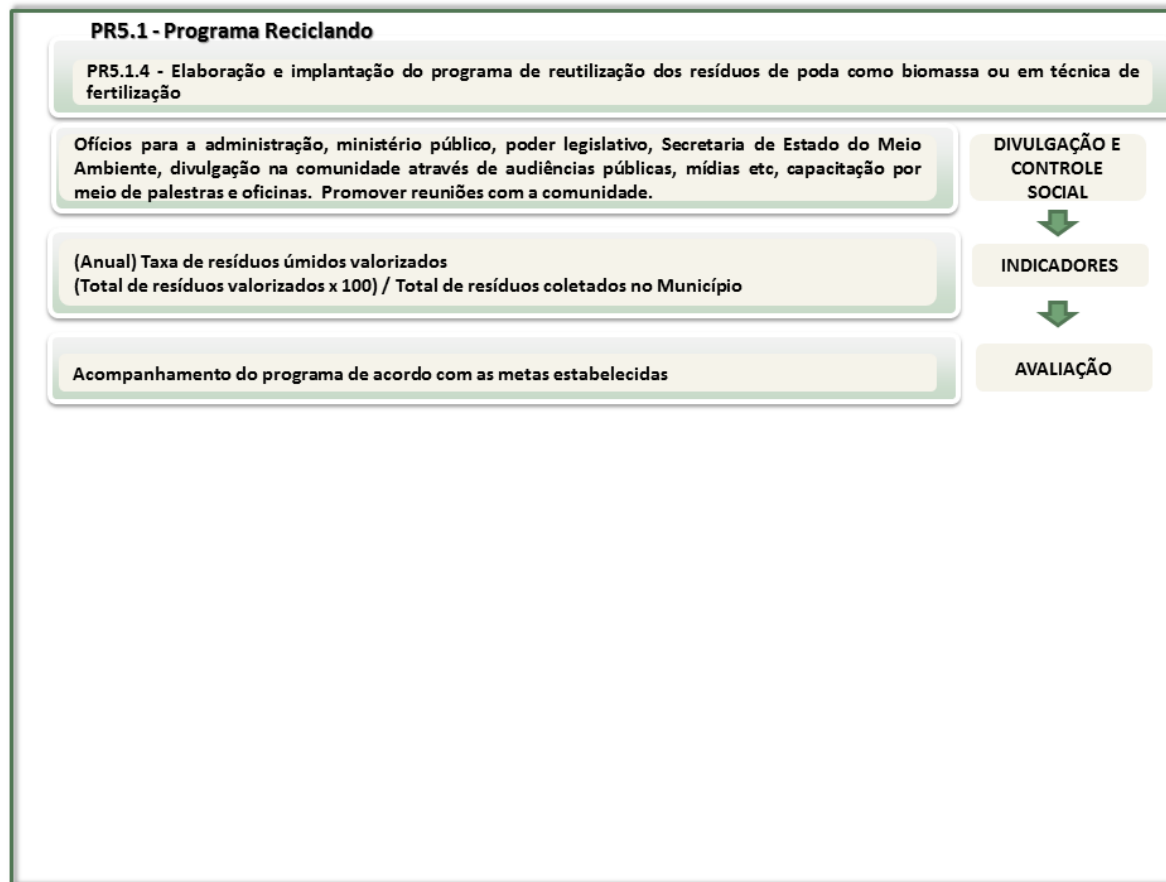 PR5.1 - Programa Reciclando
PR5.1.4 - Elaboração e implantação do programa de reutilização dos resíduos de poda como biomassa ou em técnica de
fertilização
Ofícios para a administração, ministério público, poder legislativo, Secretaria de Estado do Meio
Ambiente, divulgação na comunidade através de audiências públicas, mídias etc, capacitação por
meio de palestras e oficinas. Promover reuniões com a comunidade.
DIVULGAÇÃO E
CONTROLE
SOCIAL
(Anual) Taxa de resíduos úmidos valorizados
(Total de resíduos valorizados x 100) / Total de resíduos coletados no Município
INDICADORES
Acompanhamento do programa de acordo com as metas estabelecidas
AVALIAÇÃO